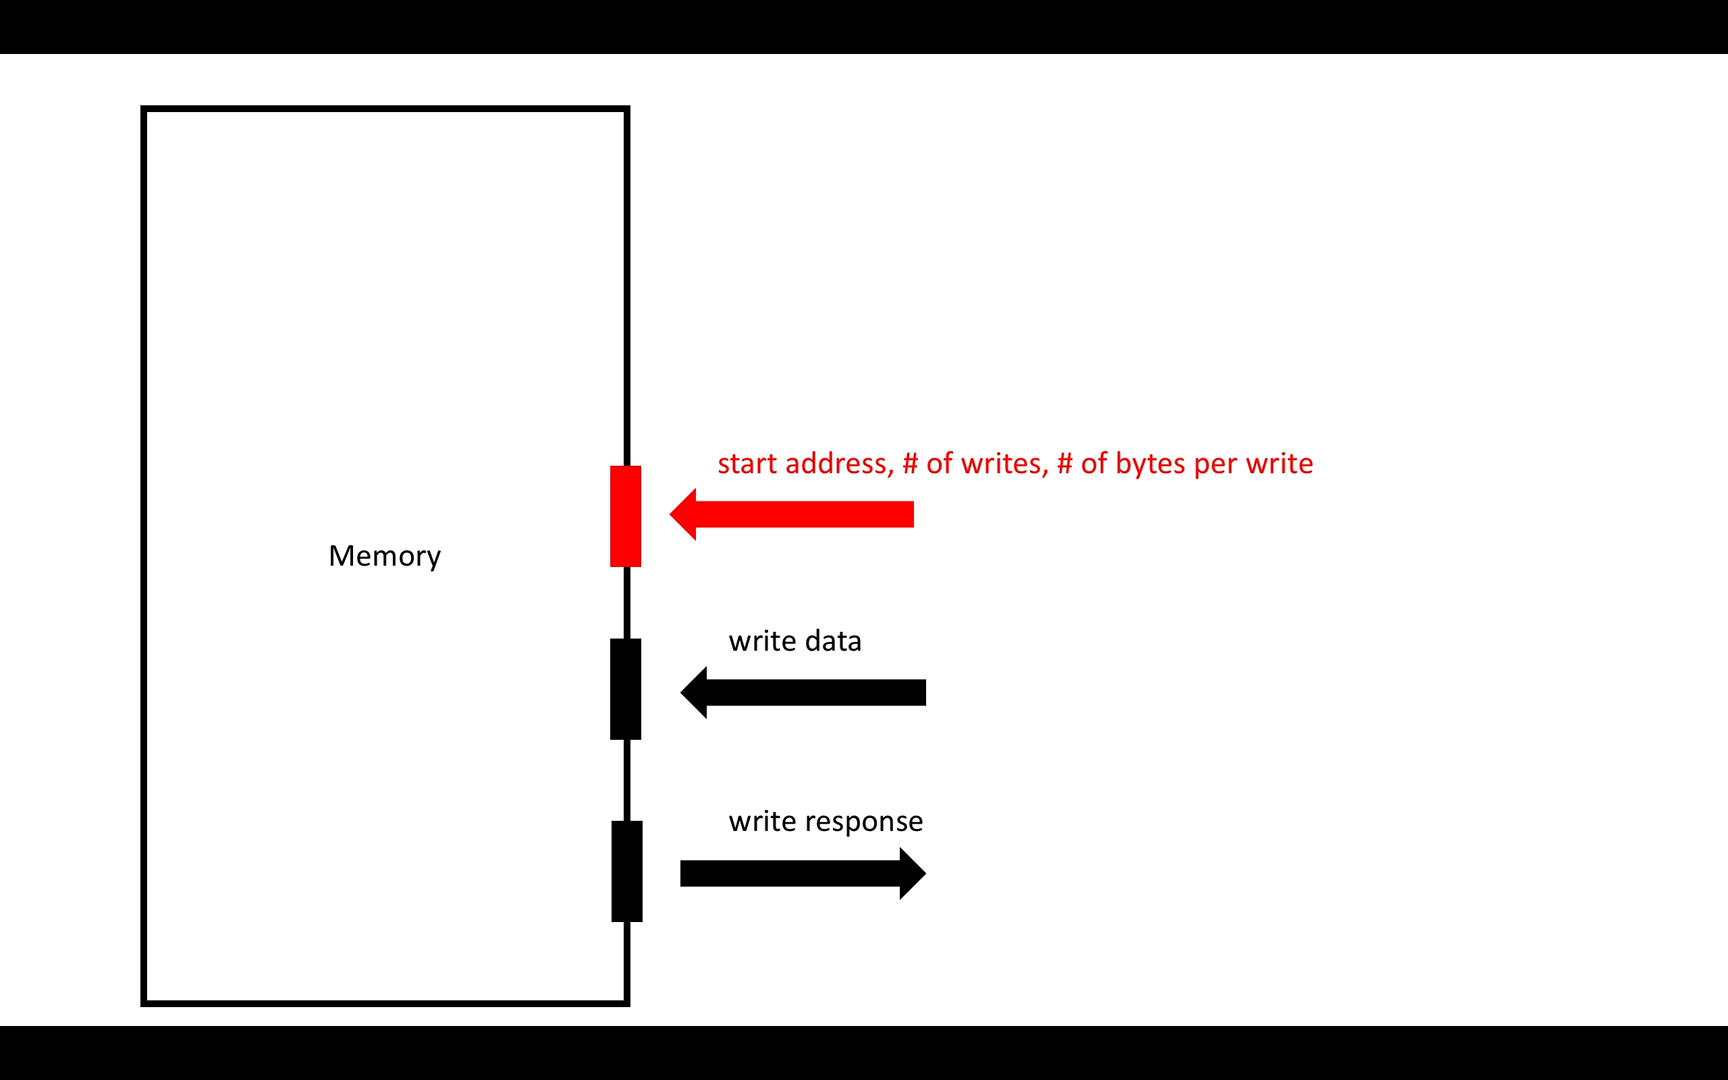 start address, # of writes, # of bytes per write
Memory
write data
write response